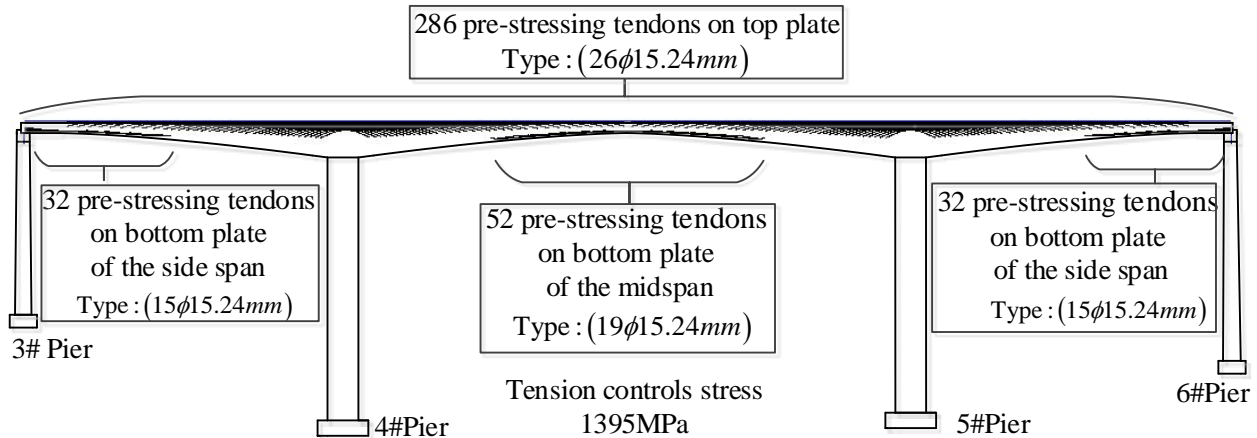 286 pre-stressing tendons on top plate
Type : (26ϕ15.24mm)
32 pre-stressing tendons
on bottom plate
of the side span
Type : (15ϕ15.24mm)
52 pre-stressing tendons
on bottom plate
of the midspan
Type : (19ϕ15.24mm)
32 pre-stressing tendons
on bottom plate
of the side span
Type : (15ϕ15.24mm)
3# Pier
4#Pier
Tension controls stress
1395MPa
5#Pier
6#Pier